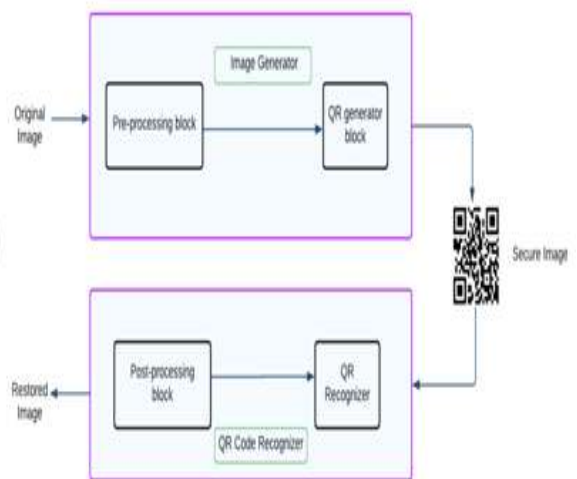 Image Generator
Original
Image
Pre-processing block
QR generator
block
Secure Image
Post-processing
block
QR
Recognizer
Restored
Image
QR Code Recognizer